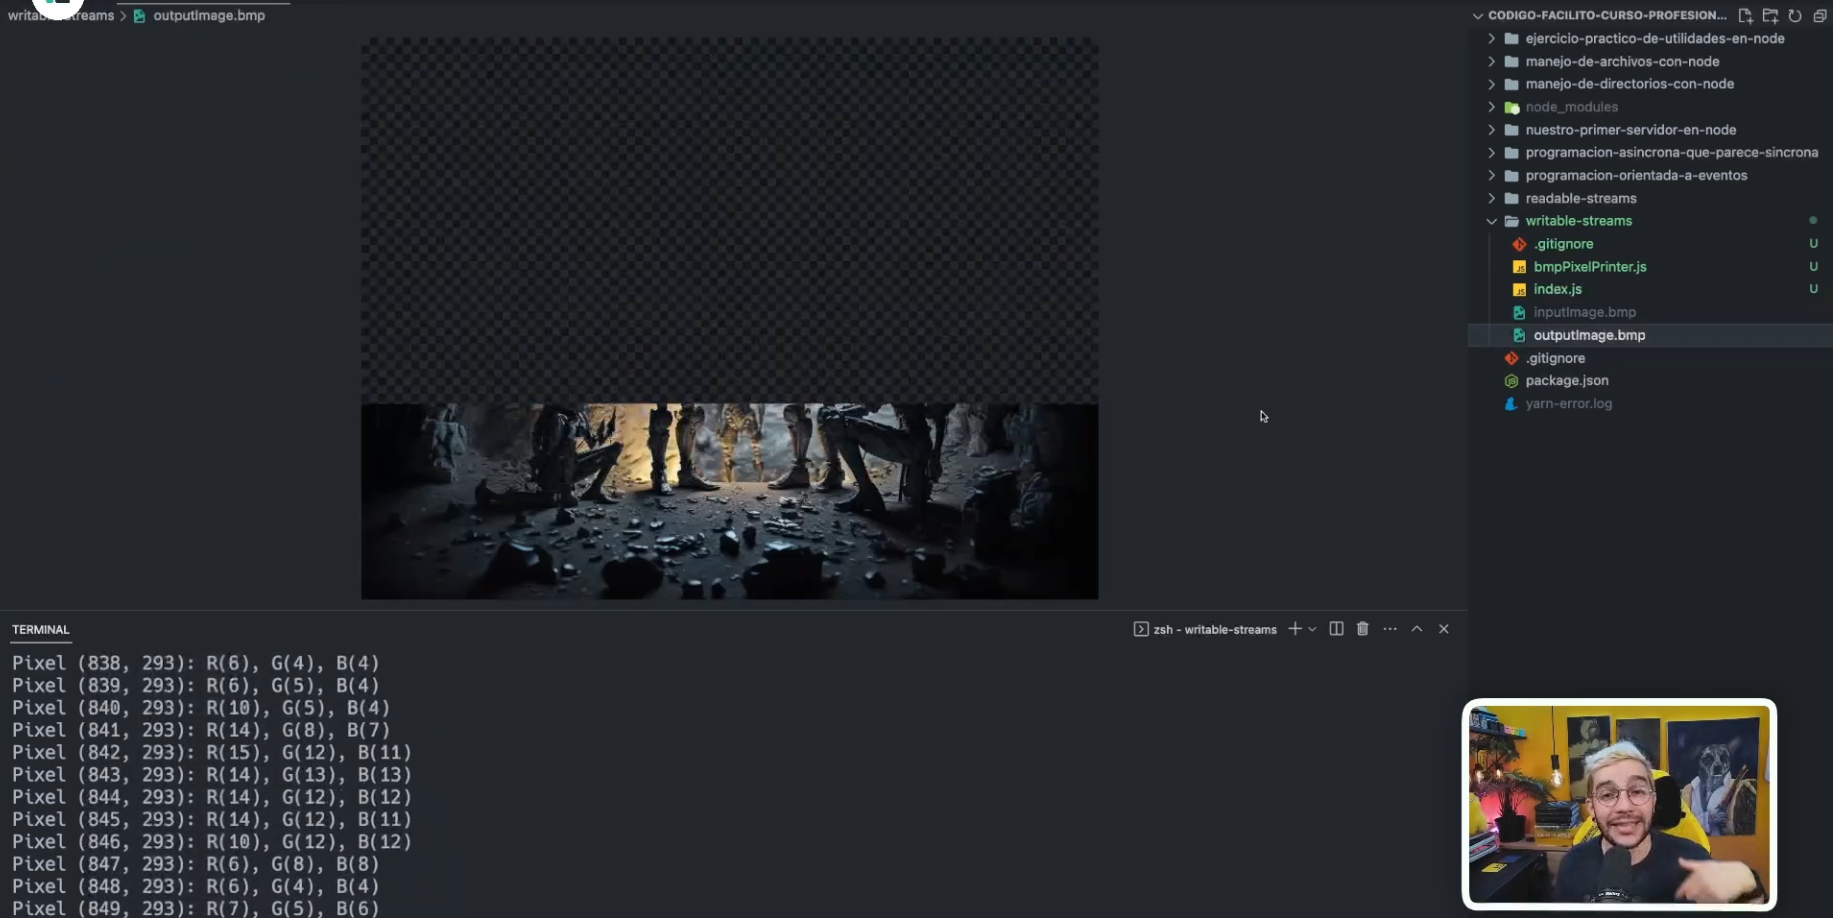 writable-streams > outputImage.bmp
CODIGO-FACILITO-CURSO-PROFESION...
ejercicio-practico-de-utilidades-en-node
manejo-de-archivos-con-node
manejo-de-directorios-con-node
node_modules
nuestro-primer-servidor-en-node
programacion-asincrona-que-parece-sincrona
programacion-orientada-a-eventos
readable-streams
writable-streams
.gitignore U
JS bmpPixelPrinter.js U
JS index.js U
inputImage.bmp
outputImage.bmp
.gitignore
package.json
yarn-error.log
TERMINAL
zsh - writable-streams
Pixel (838, 293): R(6), G(4), B(4)
Pixel (839, 293): R(6), G(5), B(4)
Pixel (840, 293): R(10), G(5), B(4)
Pixel (841, 293): R(14), G(8), B(7)
Pixel (842, 293): R(15), G(12), B(11)
Pixel (843, 293): R(14), G(13), B(13)
Pixel (844, 293): R(14), G(12), B(12)
Pixel (845, 293): R(14), G(12), B(11)
Pixel (846, 293): R(10), G(12), B(12)
Pixel (847, 293): R(6), G(8), B(8)
Pixel (848, 293): R(6), G(4), B(4)
Pixel (849, 293): R(7), G(5), B(6)